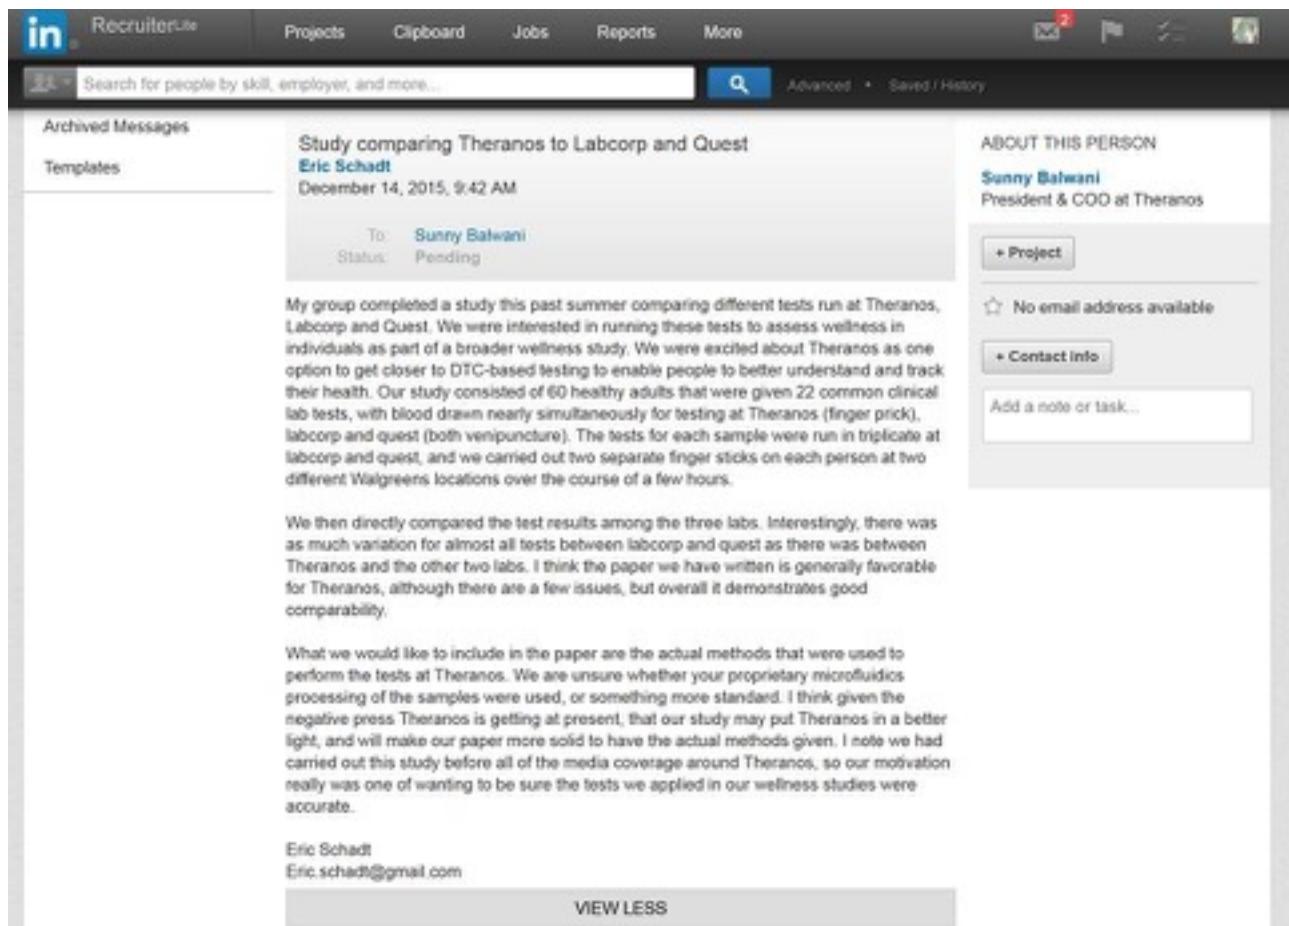 in RecruiterLite Projects Clipboard Jobs Reports More 2
Search for people by skill, employer, and more... Advanced • Saved / History
Archived Messages
Templates
Study comparing Theranos to Labcorp and Quest
Eric Schadt
December 14, 2015, 9:42 AM
To: Sunny Balwani
Status: Pending
My group completed a study this past summer comparing different tests run at Theranos,
Labcorp and Quest. We were interested in running these tests to assess wellness in
individuals as part of a broader wellness study. We were excited about Theranos as one
option to get closer to DTC-based testing to enable people to better understand and track
their health. Our study consisted of 60 healthy adults that were given 22 common clinical
lab tests, with blood drawn nearly simultaneously for testing at Theranos (finger prick),
labcorp and quest (both venipuncture). The tests for each sample were run in triplicate at
labcorp and quest, and we carried out two separate finger sticks on each person at two
different Walgreens locations over the course of a few hours.
We then directly compared the test results among the three labs. Interestingly, there was
as much variation for almost all tests between labcorp and quest as there was between
Theranos and the other two labs. I think the paper we have written is generally favorable
for Theranos, although there are a few issues, but overall it demonstrates good
comparability.
What we would like to include in the paper are the actual methods that were used to
perform the tests at Theranos. We are unsure whether your proprietary microfluidics
processing of the samples were used, or something more standard. I think given the
negative press Theranos is getting at present, that our study may put Theranos in a better
light, and will make our paper more solid to have the actual methods given. I note we had
carried out this study before all of the media coverage around Theranos, so our motivation
really was one of wanting to be sure the tests we applied in our wellness studies were
accurate.
Eric Schadt
Eric.schadt@gmail.com
VIEW LESS
ABOUT THIS PERSON
Sunny Balwani
President & COO at Theranos
+ Project
No email address available
+ Contact info
Add a note or task...